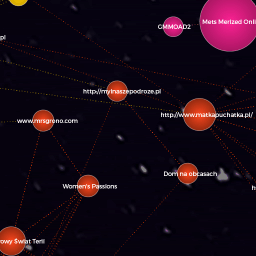 Mets Merized Onli
GMMOAD2
pl
http://mylnaszepodroze.pl
http://www.matkapuchatka.pl/
www.mrsgrono.com
Dom na obcasach
Women's Passions
h
owy Świat Terii